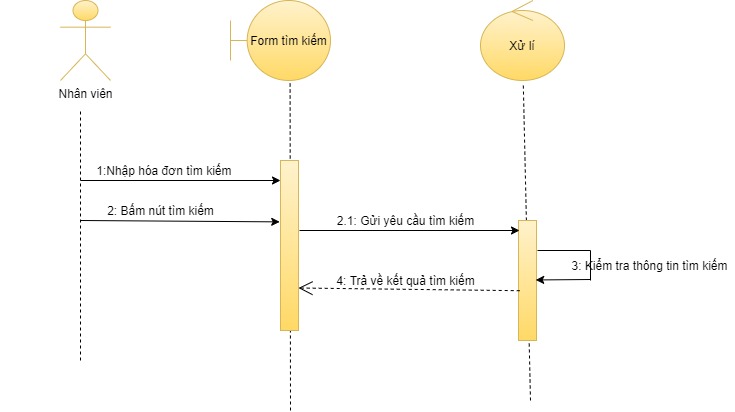 Form tìm kiếm
Xử lí
Nhân viên
1:Nhập hóa đơn tìm kiếm
2: Bấm nút tìm kiếm
2.1: Gửi yêu cầu tìm kiếm
3: Kiểm tra thông tin tìm kiếm
4: Trả về kết quả tìm kiếm